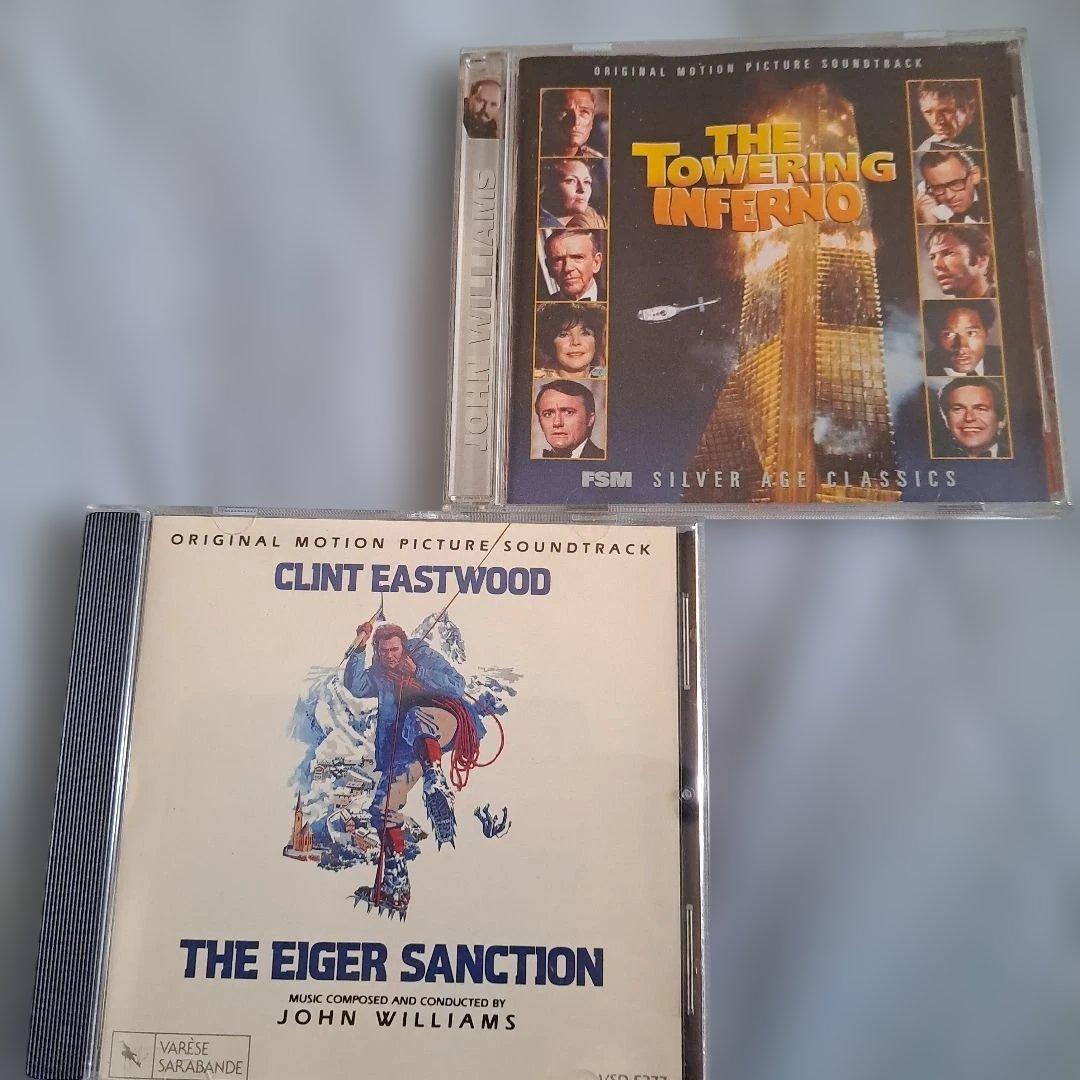 ORIGINAL MOTION PICTURE SOUNDTRACK
JOHN WILLIAMS
THE
TOWERING
INFERNO
FSM SILVER AGE CLASSICS
ORIGINAL MOTION PICTURE SOUNDTRACK
CLINT EASTWOOD
THE EIGER SANCTION
MUSIC COMPOSED AND CONDUCTED BY
JOHN WILLIAMS
VARÈSE
SARABANDE